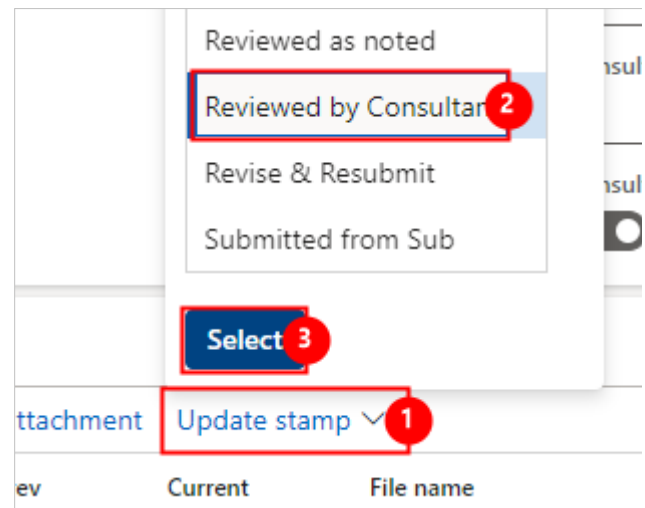 Reviewed as noted
nsul
Reviewed by Consultan 2
Revise & Resubmit
nsul
Submitted from Sub
Select 3
ttachment Update stamp 1
ev Current File name